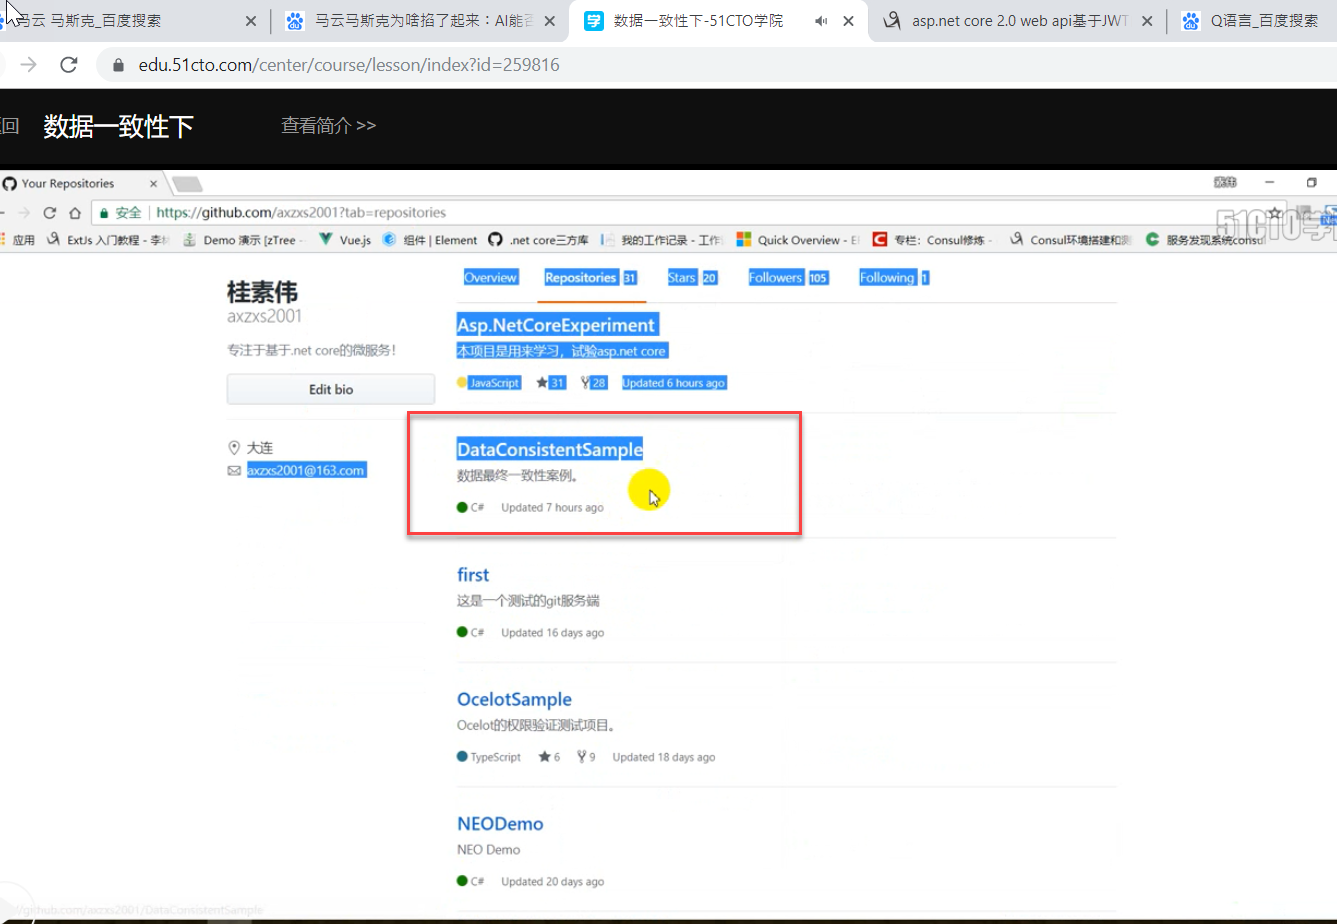 马云 马斯克_百度搜索
马云马斯克为啥掐了起来：AI能否
数据一致性下-51CTO学院
asp.net core 2.0 web api基于JWT
Q语言_百度搜索
edu.51cto.com/center/course/lesson/index?id=259816
数据一致性下
查看简介 >>
Your Repositories
素伟
安全
https://github.com/axzxs2001?tab=repositories
应用
ExtJs 入门教程 - 李
Demo 演示 [zTree -
Vue.js
组件 | Element
.net core三方库
我的工作记录 - 工作
Quick Overview - El
专栏：Consul修炼 -
Consul环境搭建和测
服务发现系统consul
51CTO学
桂素伟
axzxs2001
专注于基于.net core的微服务！
Edit bio
大连
axzxs2001@163.com
Overview
Repositories 31
Stars 20
Followers 105
Following 1
Asp.NetCoreExperiment
本项目是用来学习，试验asp.net core
JavaScript 31 28 Updated 6 hours ago
DataConsistentSample
数据最终一致性案例。
C# Updated 7 hours ago
first
这是一个测试的git服务端
C# Updated 16 days ago
OcelotSample
Ocelot的权限验证测试项目。
TypeScript 6 9 Updated 18 days ago
NEODemo
NEO Demo
C# Updated 20 days ago
github.com/axzxs2001/DataConsistentSample